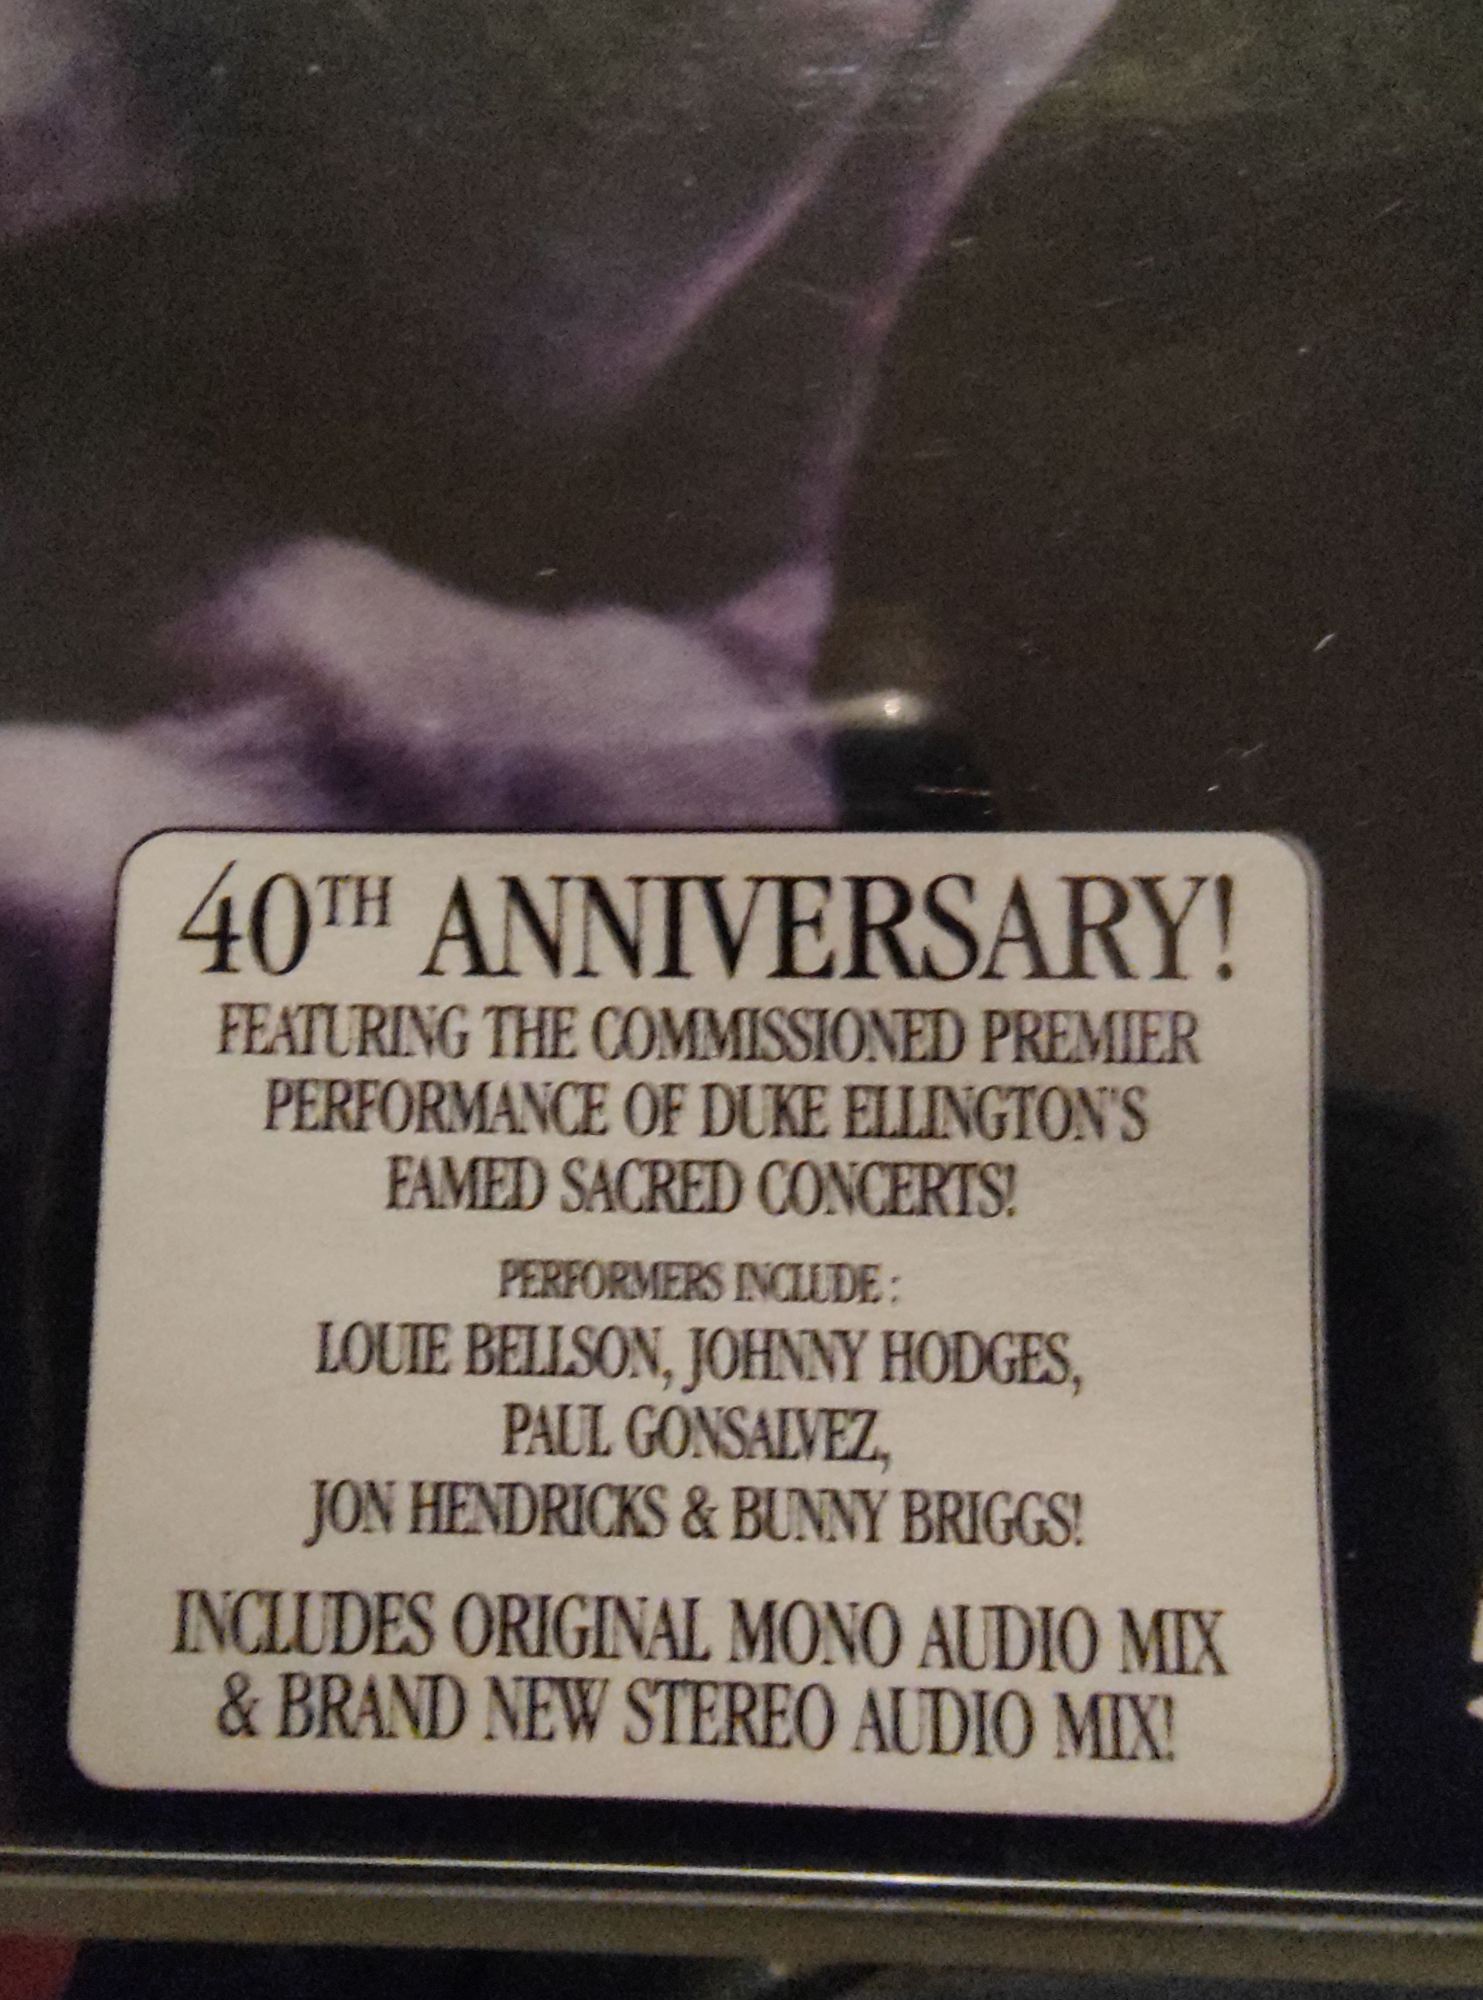 40TH ANNIVERSARY!
FEATURING THE COMMISSIONED PREMIER
PERFORMANCE OF DUKE ELLINGTON'S
FAMED SACRED CONCERTS!
PERFORMERS INCLUDE :
LOUIE BELLSON, JOHNNY HODGES,
PAUL GONSALVEZ,
JON HENDRICKS & BUNNY BRIGGS!
INCLUDES ORIGINAL MONO AUDIO MIX
& BRAND NEW STEREO AUDIO MIX!